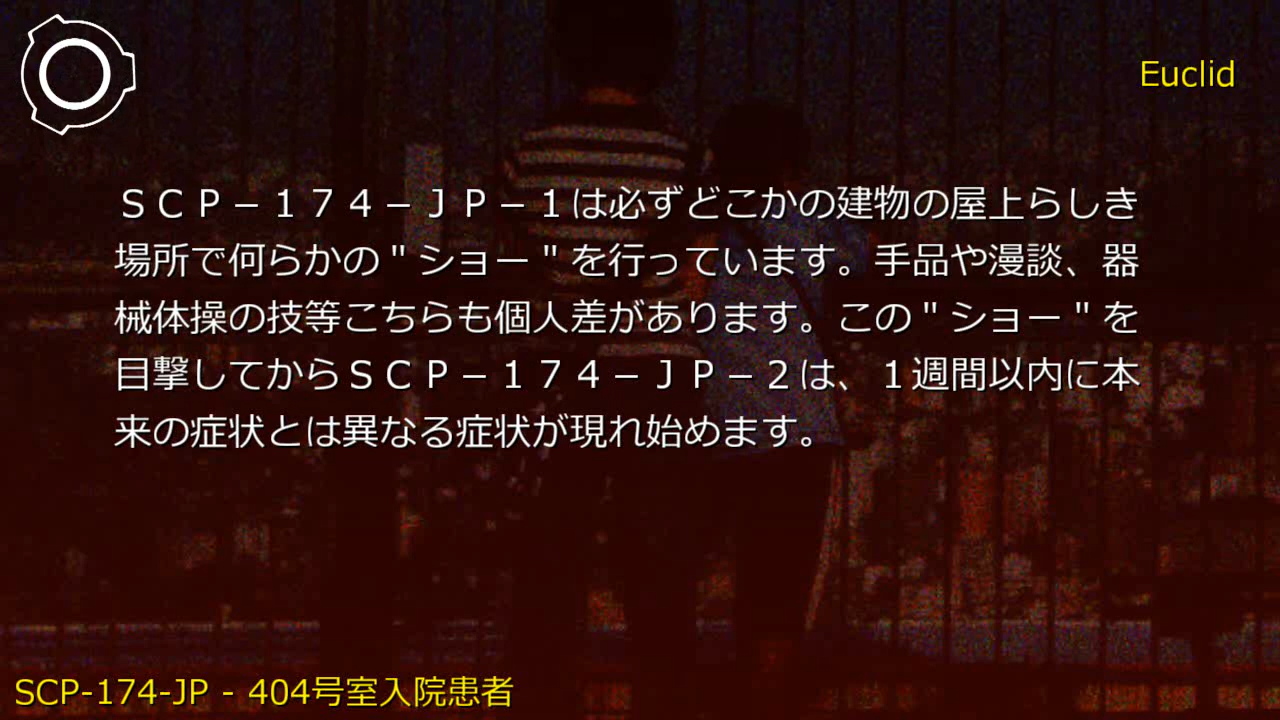 Euclid
ＳＣＰ－１７４－ＪＰ－１は必ずどこかの建物の屋上らしき
場所で何らかの＂ショー＂を行っています。手品や漫談、器
械体操の技等こちらも個人差があります。この＂ショー＂を
目撃してからＳＣＰ－１７４－ＪＰ－２は、１週間以内に本
来の症状とは異なる症状が現れ始めます。
SCP-174-JP - 404号室入院患者